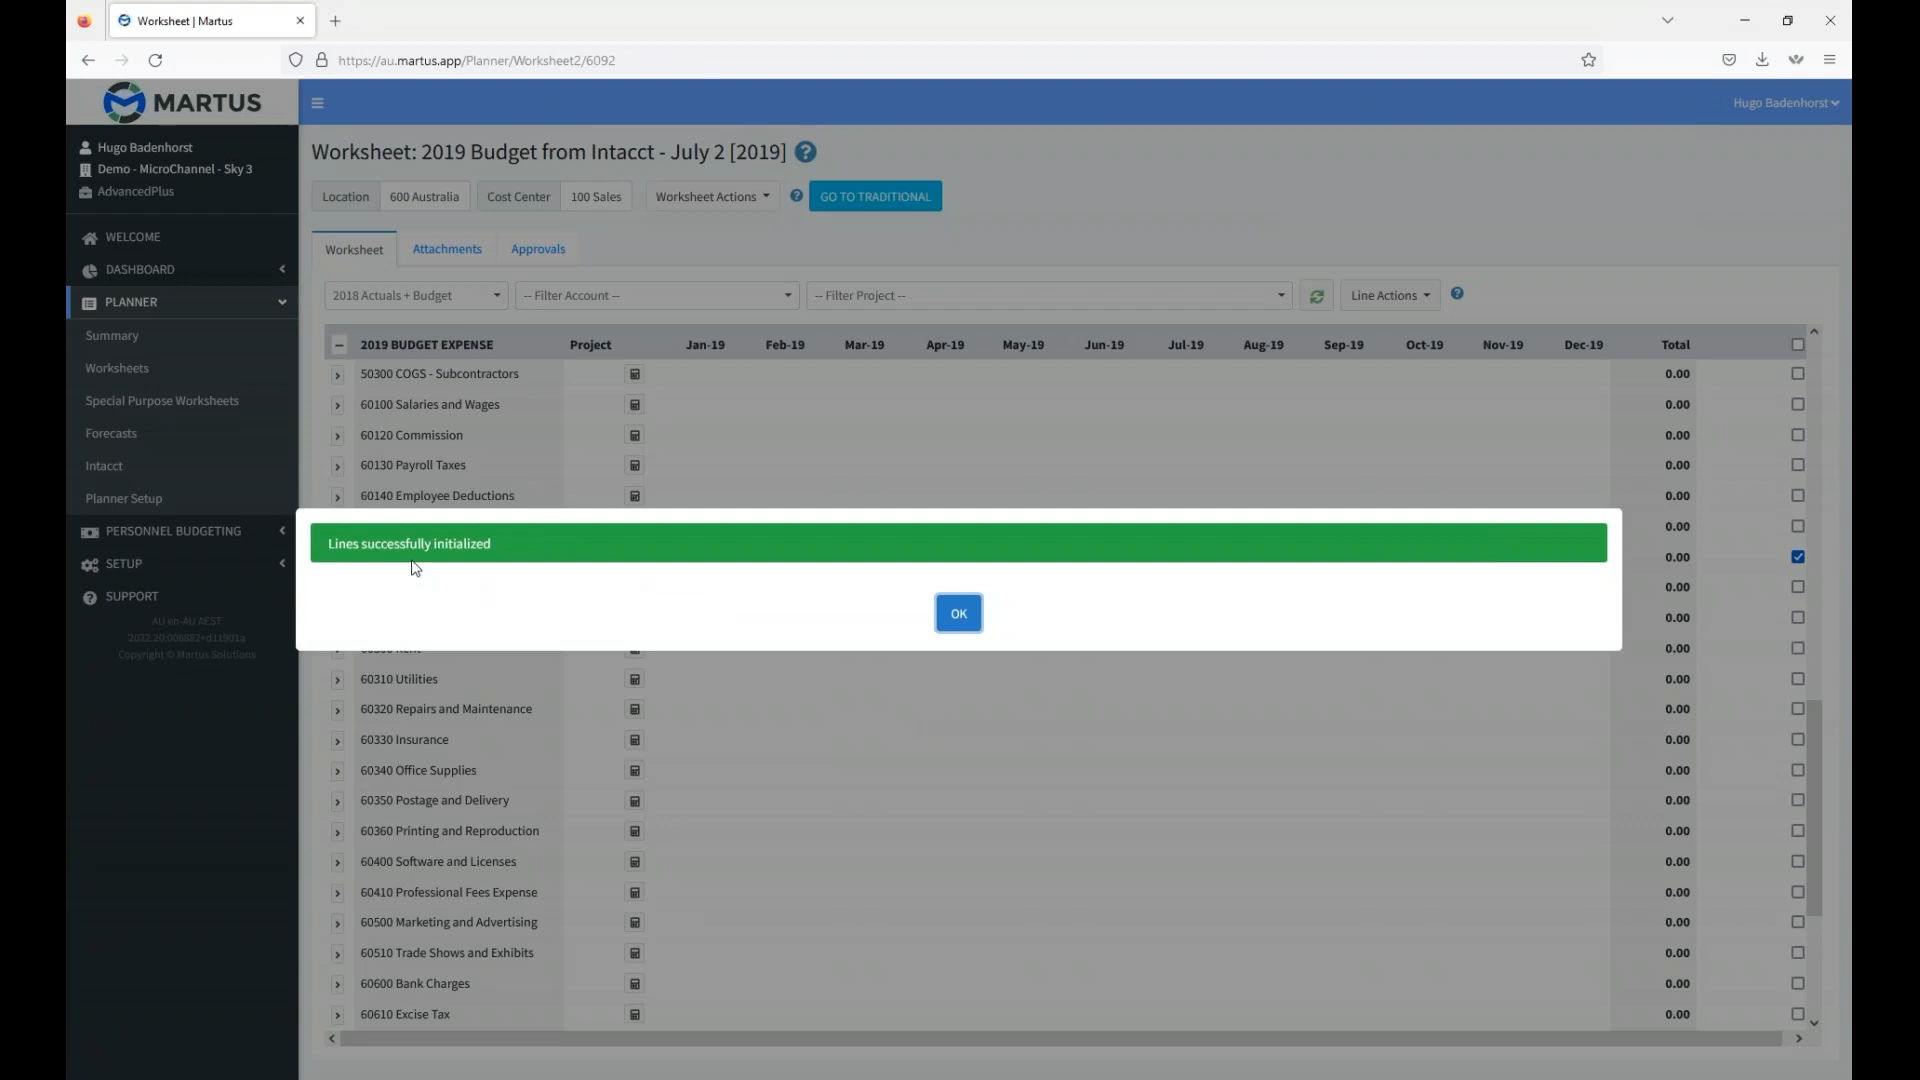 Worksheet | Martus
https://au.martus.app/Planner/Worksheet2/6092
MARTUS
Hugo Badenhorst
Hugo Badenhorst
Demo - MicroChannel - Sky 3
AdvancedPlus
WELCOME
DASHBOARD
PLANNER
Summary
Worksheets
Special Purpose Worksheets
Forecasts
Intacct
Planner Setup
PERSONNEL BUDGETING
SETUP
SUPPORT
AU en-AU AEST
Copyright © Martus Solutions
Worksheet: 2019 Budget from Intacct - July 2 [2019]
Location 600 Australia Cost Center 100 Sales Worksheet Actions GO TO TRADITIONAL
Worksheet Attachments Approvals
2018 Actuals + Budget -- Filter Account -- -- Filter Project -- Line Actions
2019 BUDGET EXPENSE Project Jan-19 Feb-19 Mar-19 Apr-19 May-19 Jun-19 Jul-19 Aug-19 Sep-19 Oct-19 Nov-19 Dec-19 Total
50300 COGS - Subcontractors 0.00
60100 Salaries and Wages 0.00
60120 Commission 0.00
60130 Payroll Taxes 0.00
60140 Employee Deductions 0.00
0.00
Lines successfully initialized
0.00
0.00
OK
0.00
0.00
60310 Utilities 0.00
60320 Repairs and Maintenance 0.00
60330 Insurance 0.00
60340 Office Supplies 0.00
60350 Postage and Delivery 0.00
60360 Printing and Reproduction 0.00
60400 Software and Licenses 0.00
60410 Professional Fees Expense 0.00
60500 Marketing and Advertising 0.00
60510 Trade Shows and Exhibits 0.00
60600 Bank Charges 0.00
60610 Excise Tax 0.00